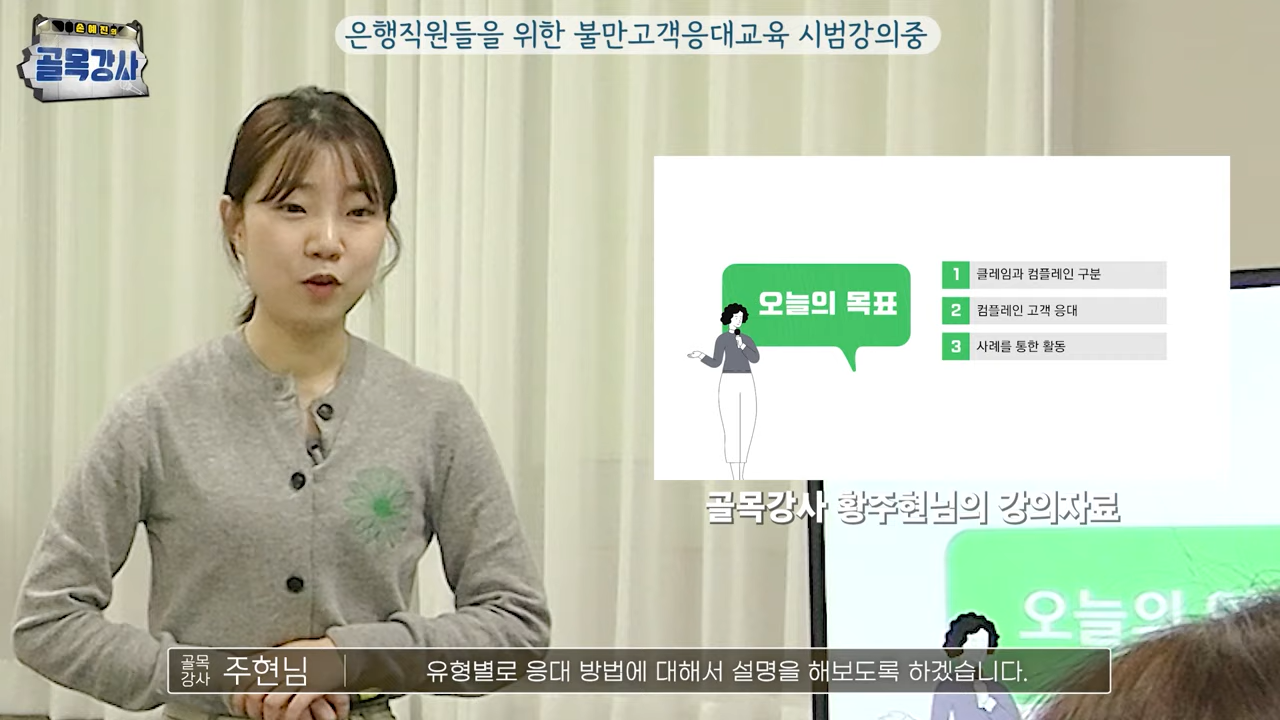 손혜진의
골목강사
은행직원들을 위한 불만고객응대교육 시범강의중
오늘의 목표
1 클레임과 컴플레인 구분
2 컴플레인 고객 응대
3 사례를 통한 활동
골목강사 황주현님의 강의자료
오늘의
골목
강사
주현님
유형별로 응대 방법에 대해서 설명을 해보도록 하겠습니다.